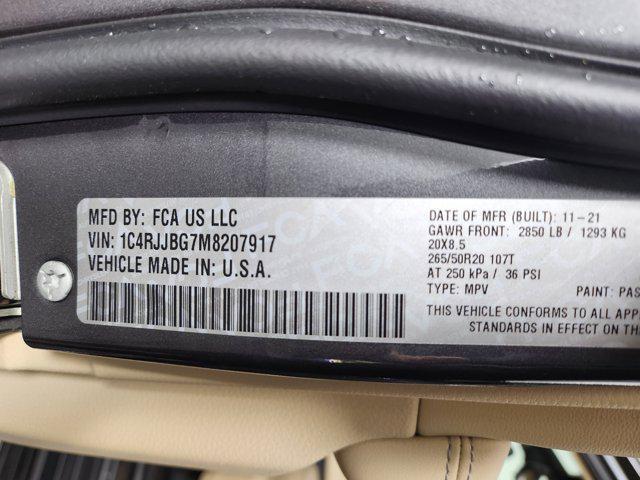 MFD BY: FCA US LLC
VIN: 1C4RJJBG7M8207917
VEHICLE MADE IN: U.S.A.
DATE OF MFR (BUILT): 11-21
GAWR FRONT: 2850 LB / 1293 KG
20X8.5
265/50R20 107T
AT 250 kPa / 36 PSI
TYPE: MPV PAINT: PAS
THIS VEHICLE CONFORMS TO ALL APPL
STANDARDS IN EFFECT ON THE